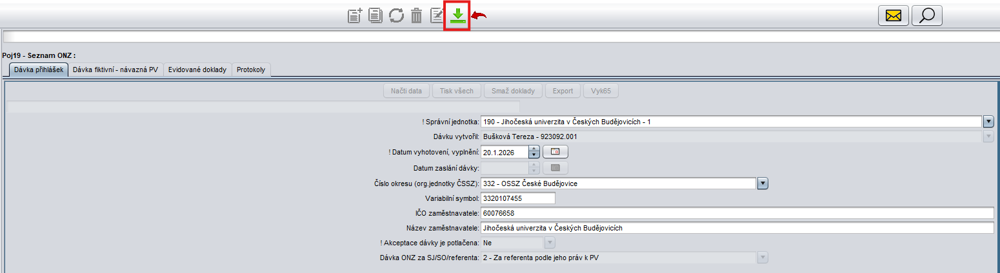 Poj19 - Seznam ONZ :
Dávka přihlášek Dávka fiktivní - návazná PV Evidované doklady Protokoly
Načti data Tisk všech Smaž doklady Export Vyk65
! Správní jednotka: 190 - Jihočeská univerzita v Českých Budějovicích - 1
Dávku vytvořil: Bušková Tereza - 923092.001
! Datum vyhotovení, vyplnění: 20.1.2026
Datum zaslání dávky:
Číslo okresu (org.jednotky ČSSZ): 332 - OSSZ České Budějovice
Variabilní symbol: 3320107455
IČO zaměstnavatele: 60076658
Název zaměstnavatele: Jihočeská univerzita v Českých Budějovicích
! Akceptace dávky je potlačena: Ne
Dávka ONZ za SJ/SO/referenta: 2 - Za referenta podle jeho práv k PV